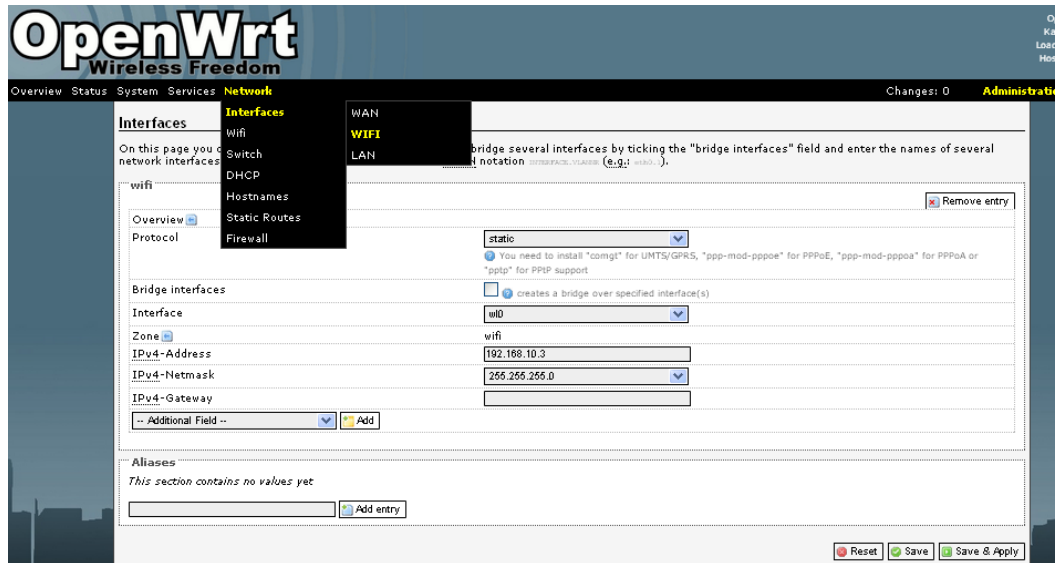 OpenWrt
Wireless Freedom
Overview Status System Services Network Changes: 0 Administratio
Interfaces WAN
Wifi WIFI
Switch LAN
DHCP
Hostnames
Static Routes
Firewall
Interfaces
On this page you bridge several interfaces by ticking the "bridge interfaces" field and enter the names of several
network interfaces notation INTERFACE.VLANNR (e.g.: eth0.1).
wifi
Remove entry
Overview
Protocol static
You need to install "comgt" for UMTS/GPRS, "ppp-mod-pppoe" for PPPoE, "ppp-mod-pppoa" for PPPoA or
"pptp" for PPtP support
Bridge interfaces creates a bridge over specified interface(s)
Interface wl0
Zone wifi
IPv4-Address 192.168.10.3
IPv4-Netmask 255.255.255.0
IPv4-Gateway
-- Additional Field -- Add
Aliases
This section contains no values yet
Add entry
Reset Save Save & Apply